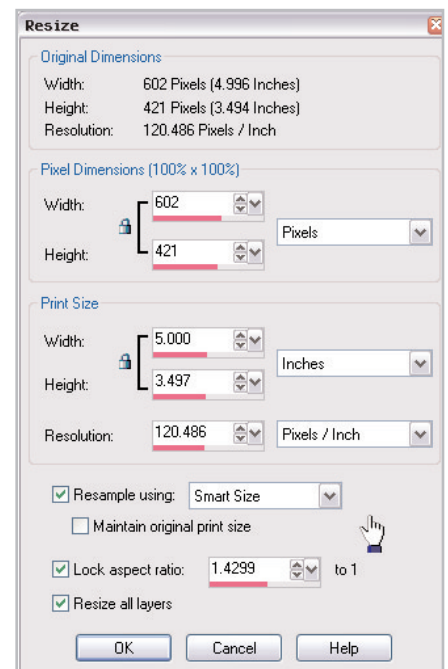 Resize
Original Dimensions
Width: 602 Pixels (4.996 Inches)
Height: 421 Pixels (3.494 Inches)
Resolution: 120.486 Pixels / Inch
Pixel Dimensions (100% x 100%)
Width: 602
Pixels
Height: 421
Print Size
Width: 5.000
Inches
Height: 3.497
Resolution: 120.486 Pixels / Inch
Resample using: Smart Size
Maintain original print size
Lock aspect ratio: 1.4299 to 1
Resize all layers
OK Cancel Help